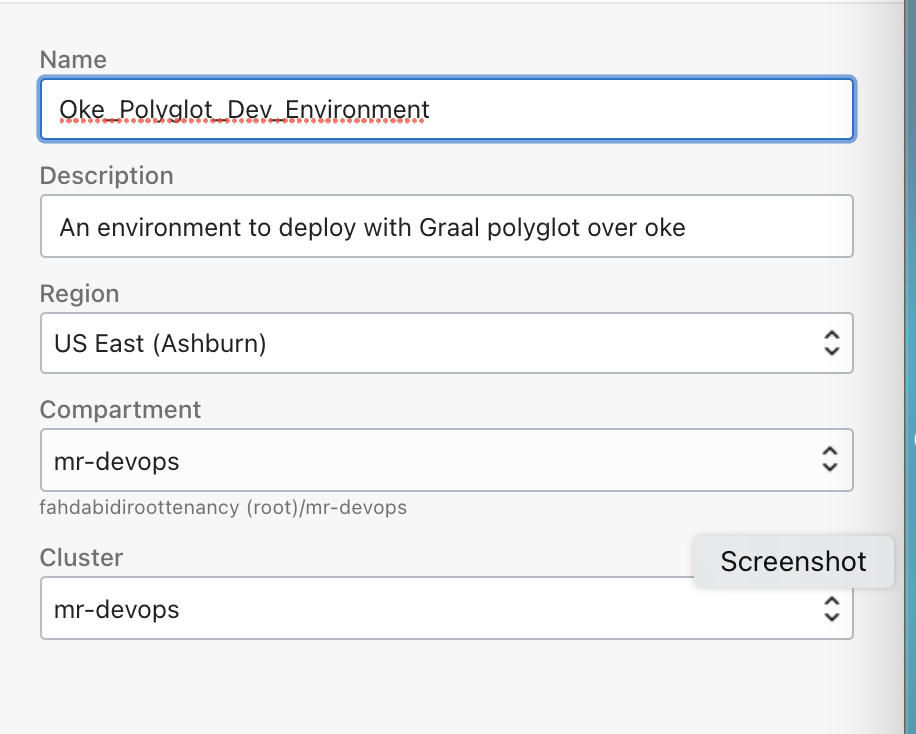 Name
Oke_Polyglot_Dev_Environment
Description
An environment to deploy with Graal polyglot over oke
Region
US East (Ashburn)
Compartment
mr-devops
fahdabidiroottenancy (root)/mr-devops
Cluster
Screenshot
mr-devops